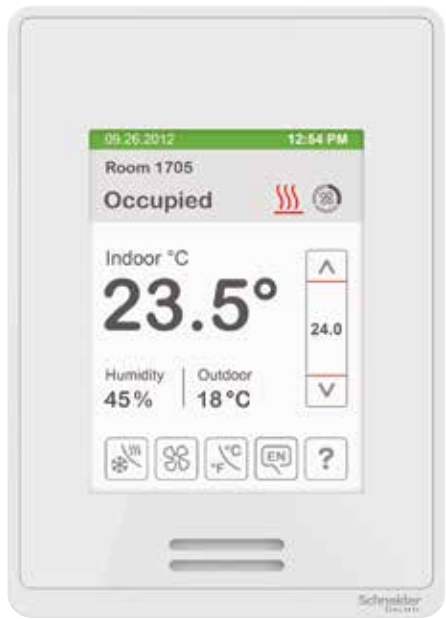 09.26.2012 12:54 PM
Room 1705
Occupied
Indoor °C
23.5°
24.0
Humidity Outdoor
45% 18°C
°F °C EN ?
Schneider
Electric